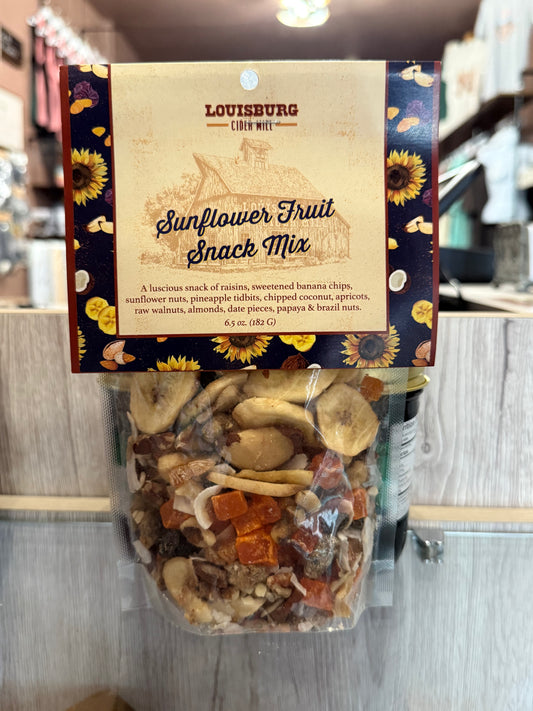 LOUISBURG
CIDER MILL
Sunflower Fruit
Snack Mix
A luscious snack of raisins, sweetened banana chips,
sunflower nuts, pineapple tidbits, chipped coconut, apricots,
raw walnuts, almonds, date pieces, papaya & brazil nuts.
6.5 oz. (182 G)